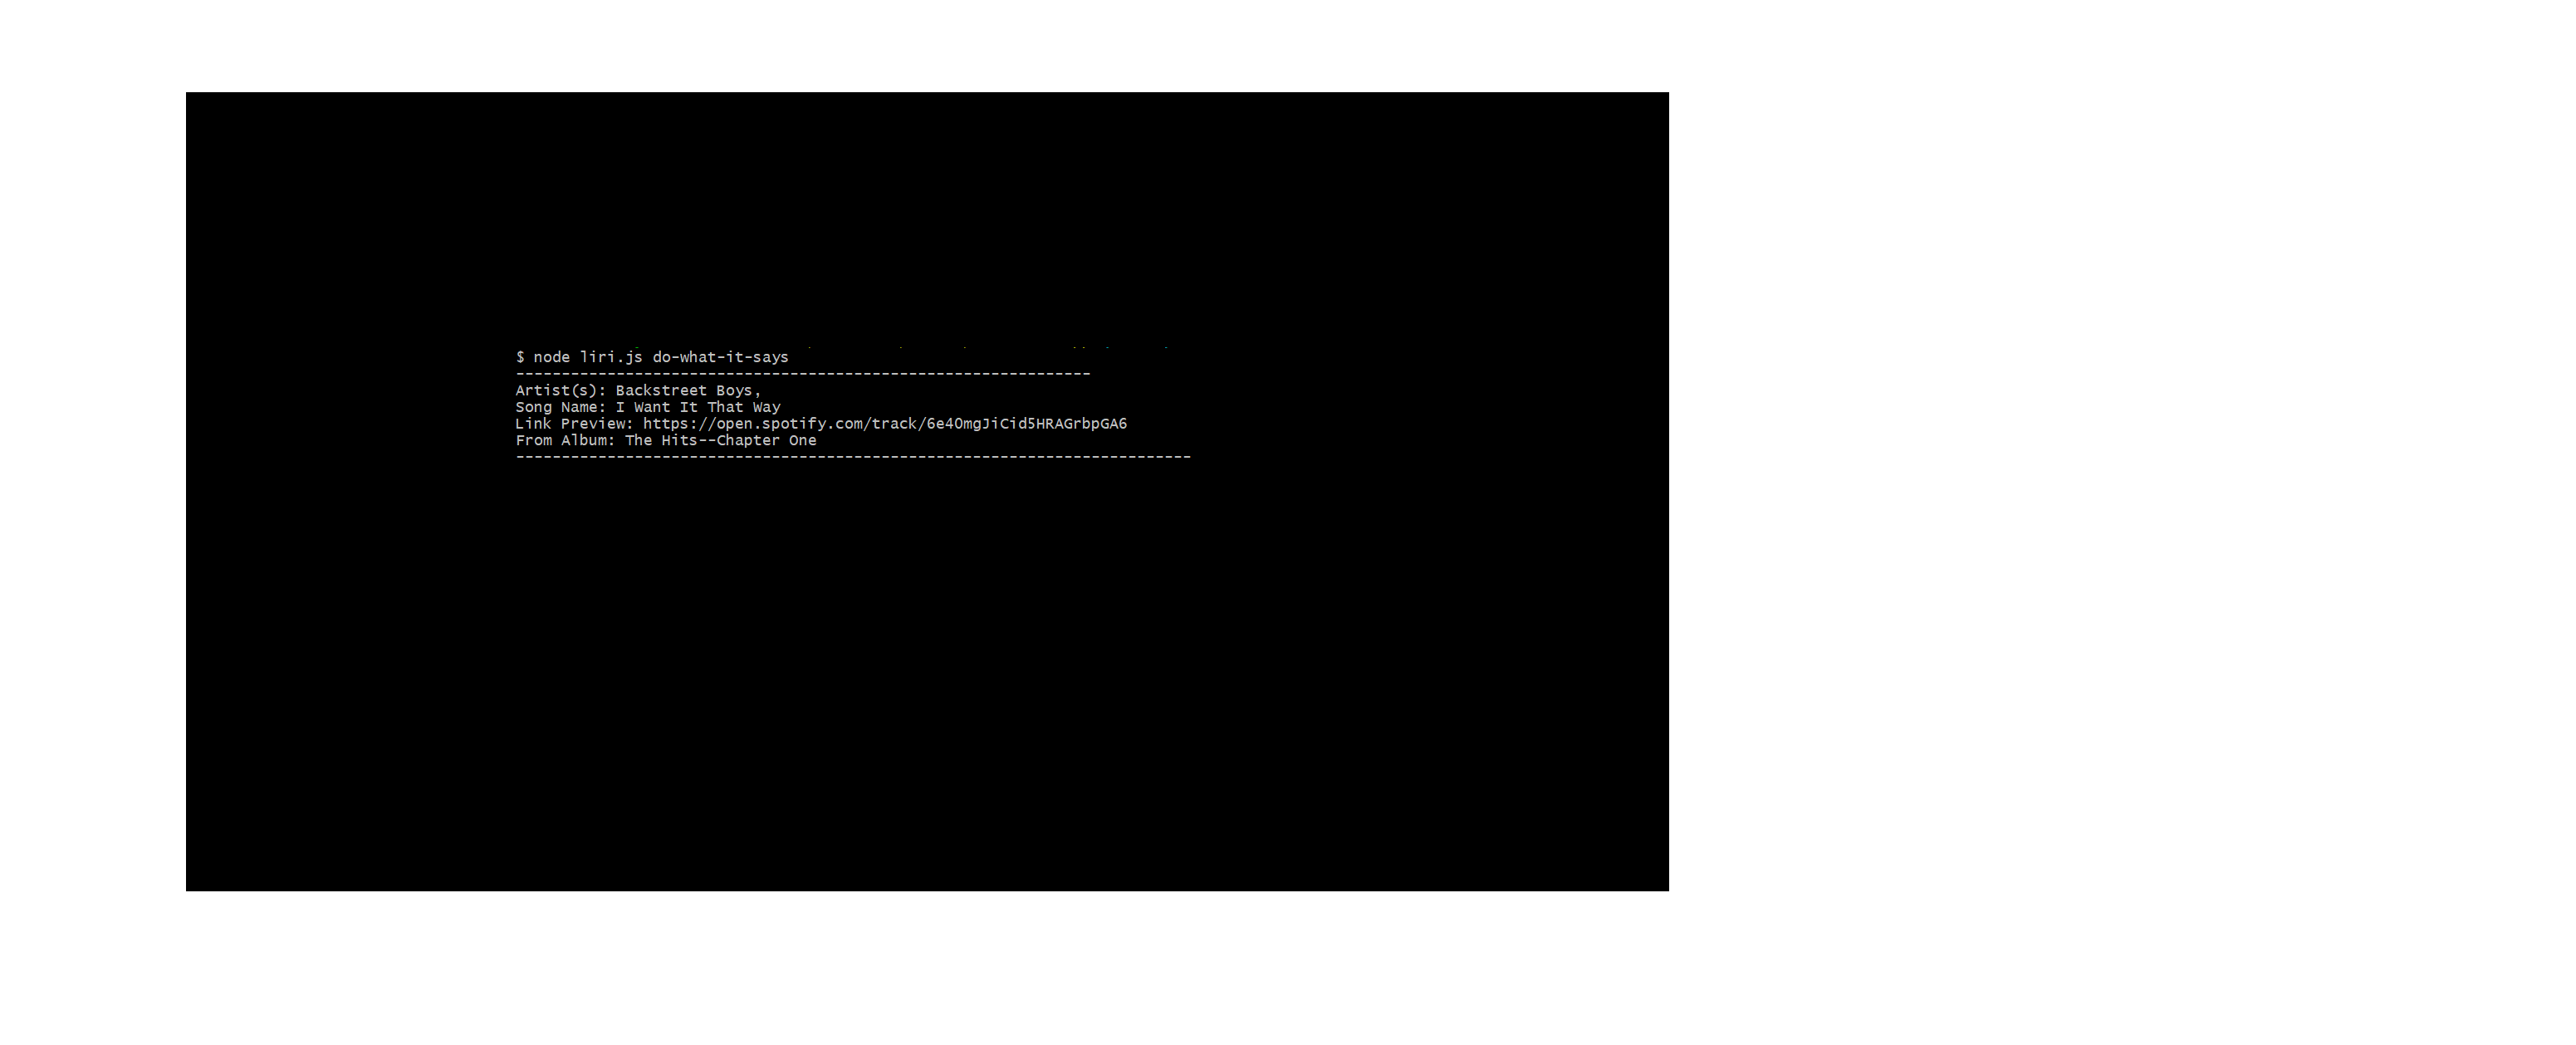 $ node liri.js do-what-it-says
---------------------------------------------------------------
Artist(s): Backstreet Boys,
Song Name: I Want It That Way
Link Preview: https://open.spotify.com/track/6e40mgJiCid5HRAGrbpGA6
From Album: The Hits--Chapter One
--------------------------------------------------------------------------